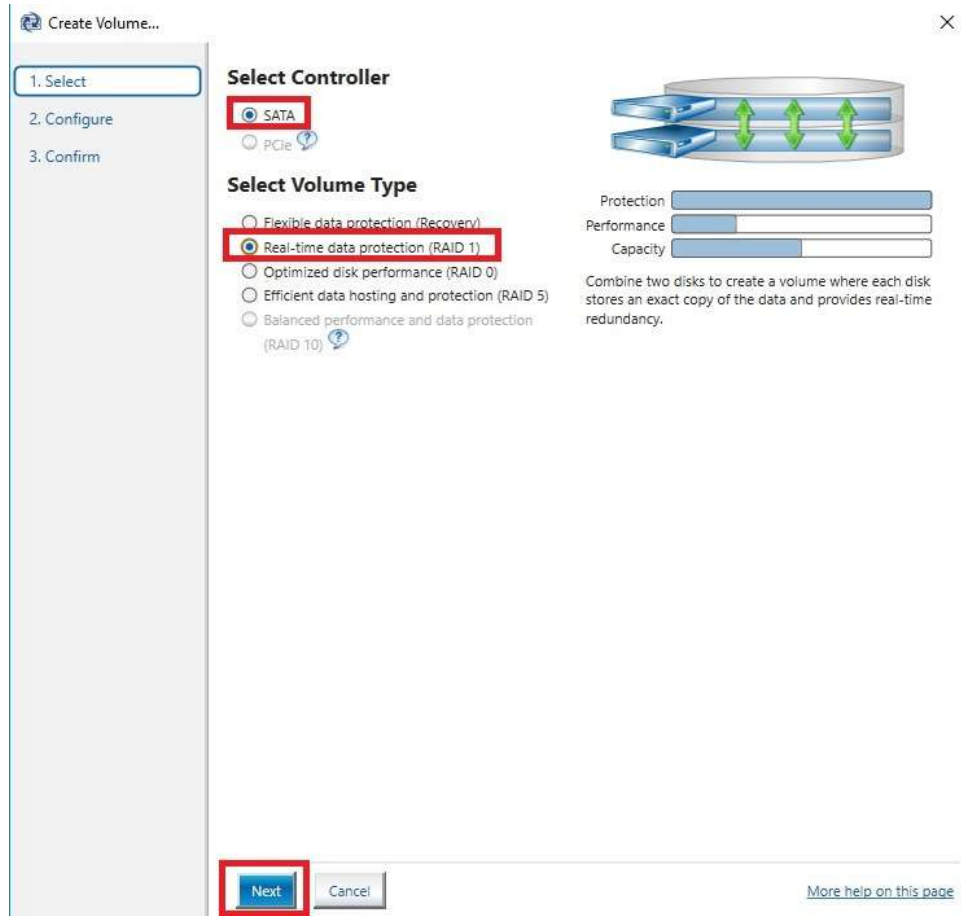 Create Volume...
1. Select
2. Configure
3. Confirm
Select Controller
SATA
PCIe
Select Volume Type
Flexible data protection (Recovery)
Real-time data protection (RAID 1)
Optimized disk performance (RAID 0)
Efficient data hosting and protection (RAID 5)
Balanced performance and data protection
(RAID 10)
Protection
Performance
Capacity
Combine two disks to create a volume where each disk
stores an exact copy of the data and provides real-time
redundancy.
Next
Cancel
More help on this page